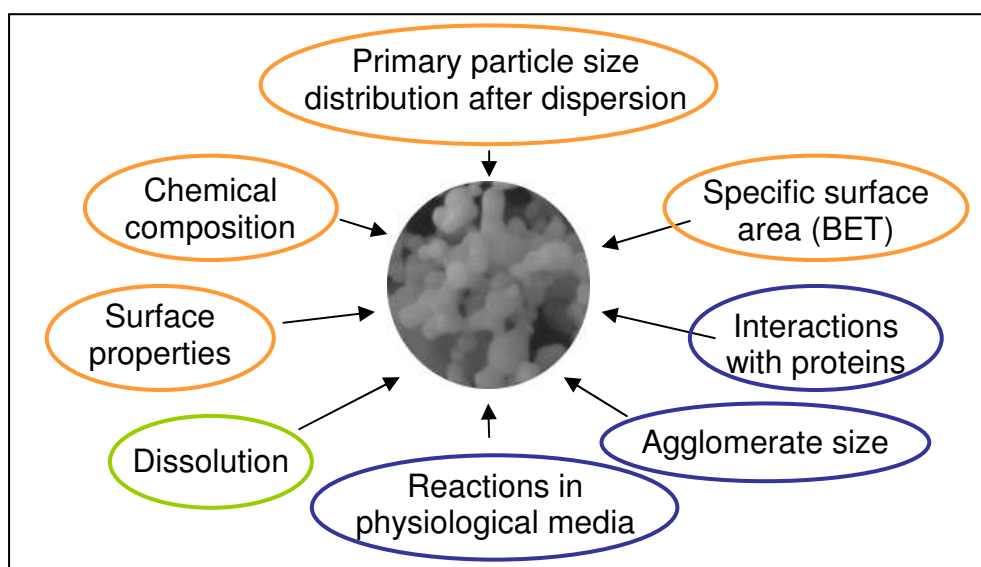 Primary particle size
distribution after dispersion
Chemical
composition
Specific surface
area (BET)
Surface
properties
Interactions
with proteins
Dissolution
Agglomerate size
Reactions in
physiological media